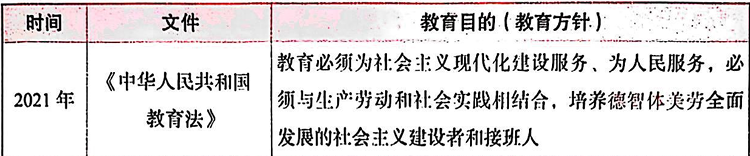 时间 文件 教育目的（教育方针）
2021 年 《中华人民共和国教育法》 教育必须为社会主义现代化建设服务、为人民服务，必
须与生产劳动和社会实践相结合，培养德智体美劳全面
发展的社会主义建设者和接班人